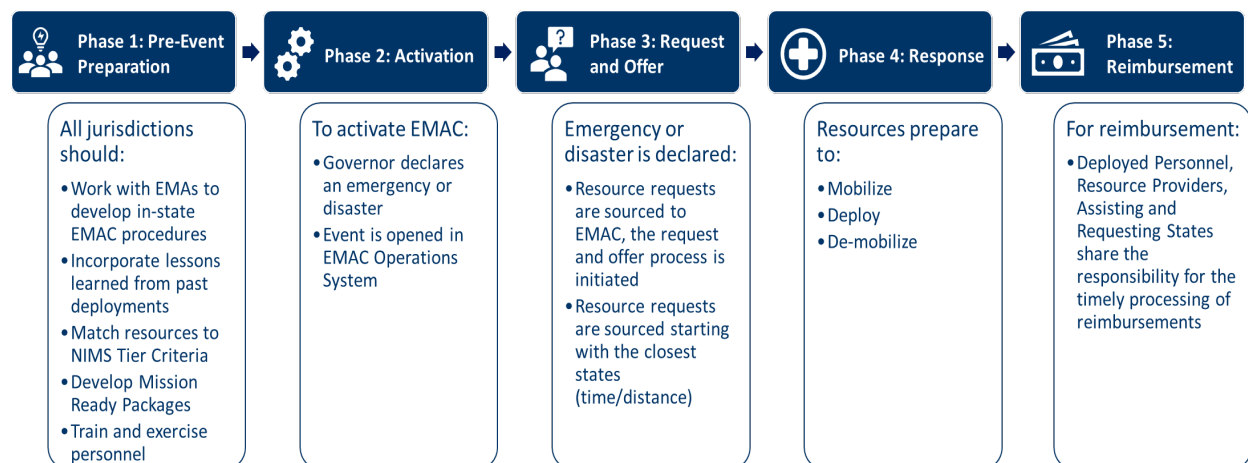 Phase 1: Pre-Event
Preparation
Phase 2: Activation
Phase 3: Request
and Offer
Phase 4: Response
Phase 5:
Reimbursement
All jurisdictions
should:
•Work with EMAs to
develop in-state
EMAC procedures
•Incorporate lessons
learned from past
deployments
•Match resources to
NIMS Tier Criteria
•Develop Mission
Ready Packages
•Train and exercise
personnel
To activate EMAC:
•Governor declares
an emergency or
disaster
•Event is opened in
EMAC Operations
System
Emergency or
disaster is declared:
•Resource requests
are sourced to
EMAC, the request
and offer process is
initiated
•Resource requests
are sourced starting
with the closest
states
(time/distance)
Resources prepare
to:
•Mobilize
•Deploy
•De-mobilize
For reimbursement:
•Deployed Personnel,
Resource Providers,
Assisting and
Requesting States
share the
responsibility for the
timely processing of
reimbursements